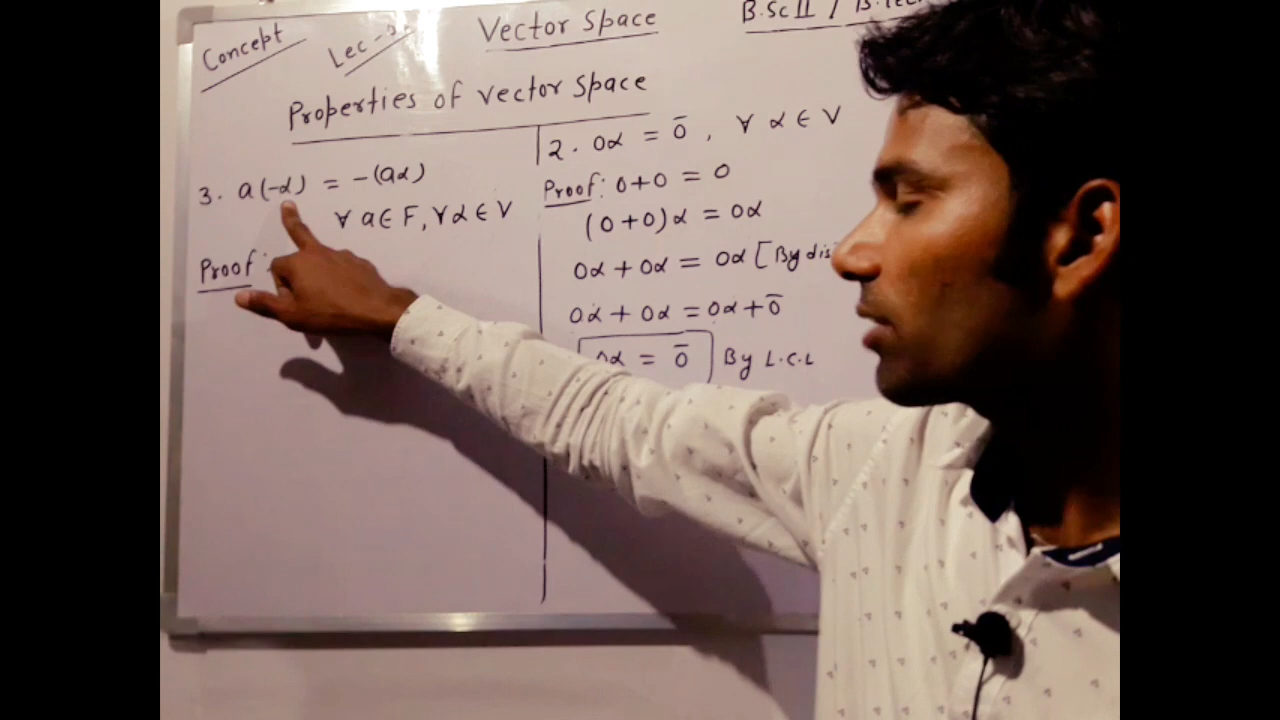 Concept
Lec -
Vector Space
B.Sc II /
Properties of vector space
3. a(-α) = -(aα)
∀ a ∈ F, ∀ α ∈ V
Proof :
2. 0α = 0̄ , ∀ α ∈ V
Proof: 0+0 = 0
(0+0)α = 0α
0α + 0α = 0α [By dis
0α + 0α = 0α + 0̄
0α = 0̄ By L.C.L